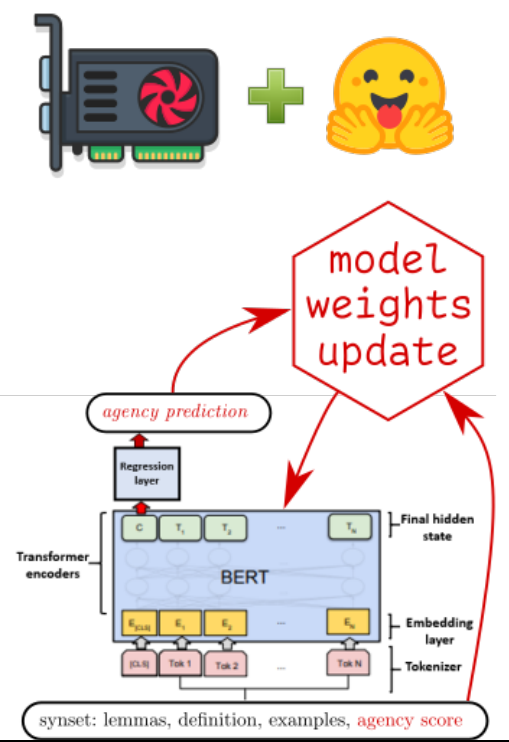 model
weights
update
agency prediction
Regression
layer
C T1 T2 ... TN
Final hidden
state
Transformer
encoders
BERT
E[CLS] E1 E2 ... EN
Embedding
layer
[CLS] Tok 1 Tok 2 ... Tok N
Tokenizer
synset: lemmas, definition, examples, agency score